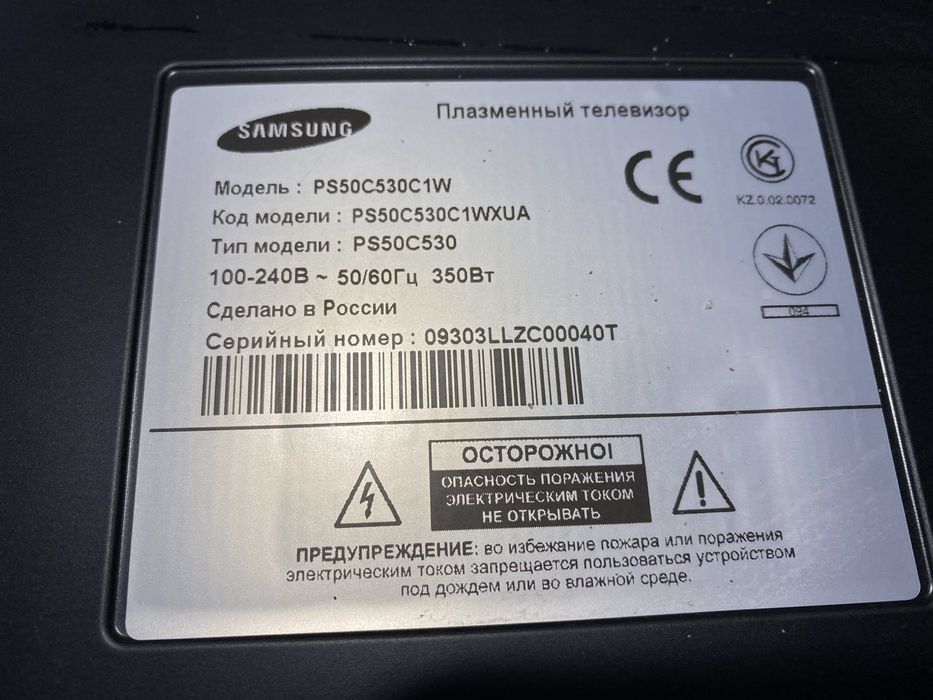 SAMSUNG
Плазменный телевизор
Модель : PS50C530C1W
Код модели : PS50C530C1WXUA
Тип модели : PS50C530
100-240В ~ 50/60Гц 350Вт
Сделано в России
Серийный номер : 09303LLZC00040T
CE
KZ.0.02.0072
094
ОСТОРОЖНО!
ОПАСНОСТЬ ПОРАЖЕНИЯ
ЭЛЕКТРИЧЕСКИМ ТОКОМ
НЕ ОТКРЫВАТЬ
ПРЕДУПРЕЖДЕНИЕ: во избежание пожара или поражения
электрическим током запрещается пользоваться устройством
под дождем или во влажной среде.